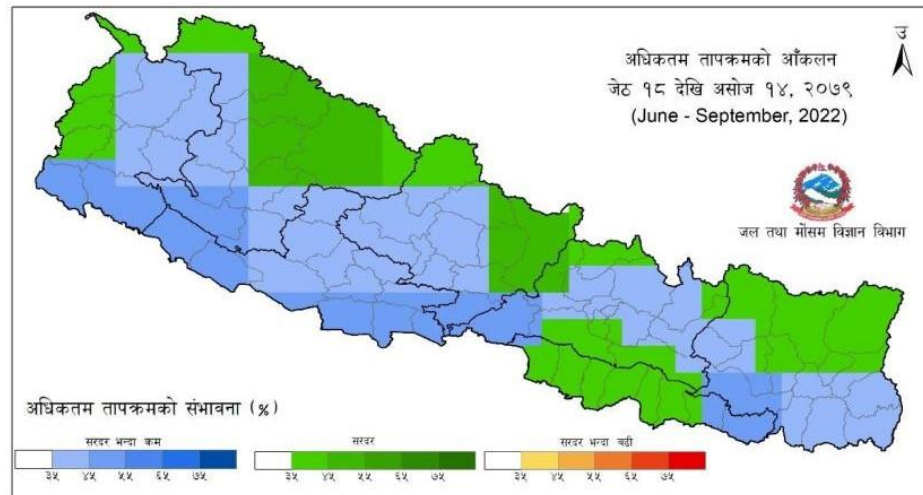 उ
अधिकतम तापक्रमको आँकलन
जेठ १८ देखि असोज १४, २०७९
(June - September, 2022)
जल तथा मौसम विज्ञान विभाग
अधिकतम तापक्रमको संभावना (%)
सरदर भन्दा कम
सरदर
सरदर भन्दा बढी
३५ ४५ ५५ ६५ ७५
३५ ४५ ५५ ६५ ७५
३५ ४५ ५५ ६५ ७५